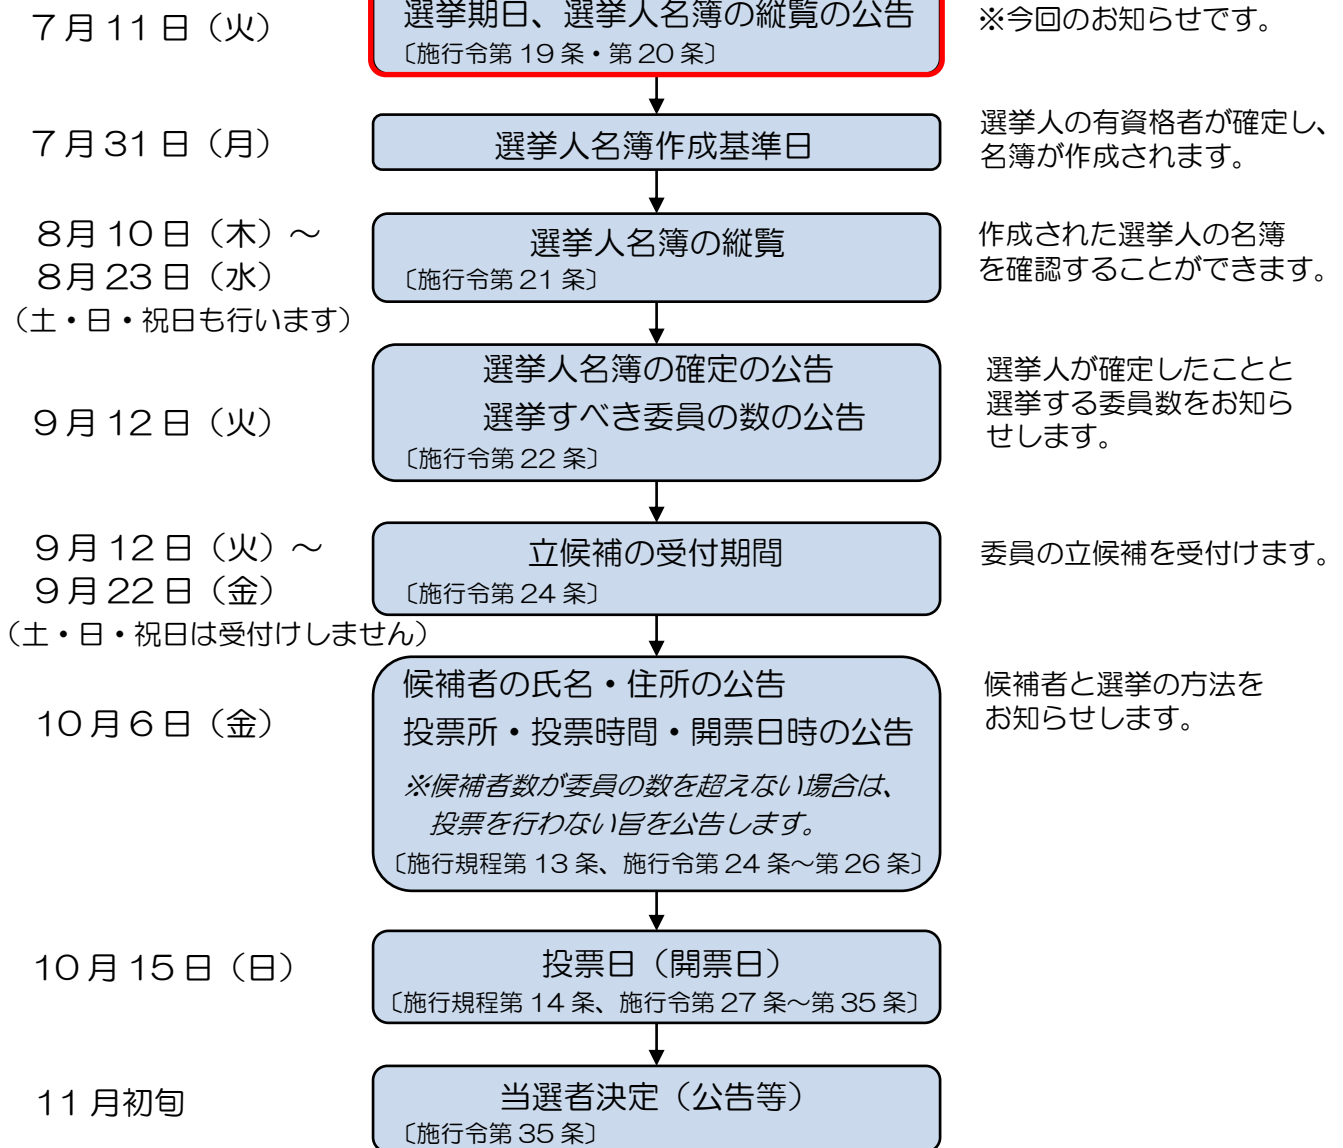 7月11日（火）
選挙期日、選挙人名簿の縦覧の公告
〔施行令第19条・第20条〕
※今回のお知らせです。
7月31日（月）
選挙人名簿作成基準日
選挙人の有資格者が確定し、
名簿が作成されます。
8月10日（木）～
8月23日（水）
（土・日・祝日も行います）
選挙人名簿の縦覧
〔施行令第21条〕
作成された選挙人の名簿
を確認することができます。
9月12日（火）
選挙人名簿の確定の公告
選挙すべき委員の数の公告
〔施行令第22条〕
選挙人が確定したことと
選挙する委員数をお知ら
せします。
9月12日（火）～
9月22日（金）
（土・日・祝日は受付けしません）
立候補の受付期間
〔施行令第24条〕
委員の立候補を受付けます。
10月6日（金）
候補者の氏名・住所の公告
投票所・投票時間・開票日時の公告
※候補者数が委員の数を超えない場合は、
投票を行わない旨を公告します。
〔施行規程第13条、施行令第24条～第26条〕
候補者と選挙の方法を
お知らせします。
10月15日（日）
投票日（開票日）
〔施行規程第14条、施行令第27条～第35条〕
11月初旬
当選者決定（公告等）
〔施行令第35条〕